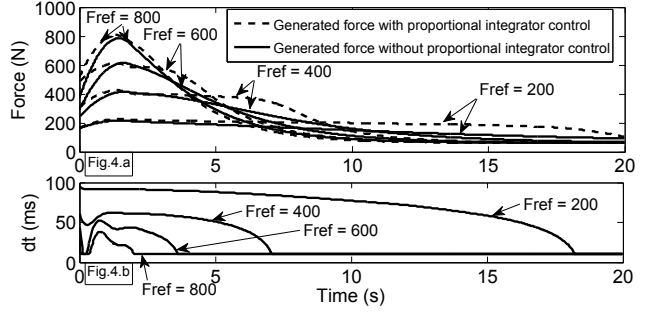 Fref = 800
Fref = 600
Fref = 400
Fref = 200
Generated force with proportional integrator control
Generated force without proportional integrator control
Force (N)
1000
800
600
400
200
0
0 5 10 15 20
Fig.4.a
dt (ms)
100
50
0
Fref = 400
Fref = 600
Fref = 200
Fig.4.b
Fref = 800
0 5 10 15 20
Time (s)